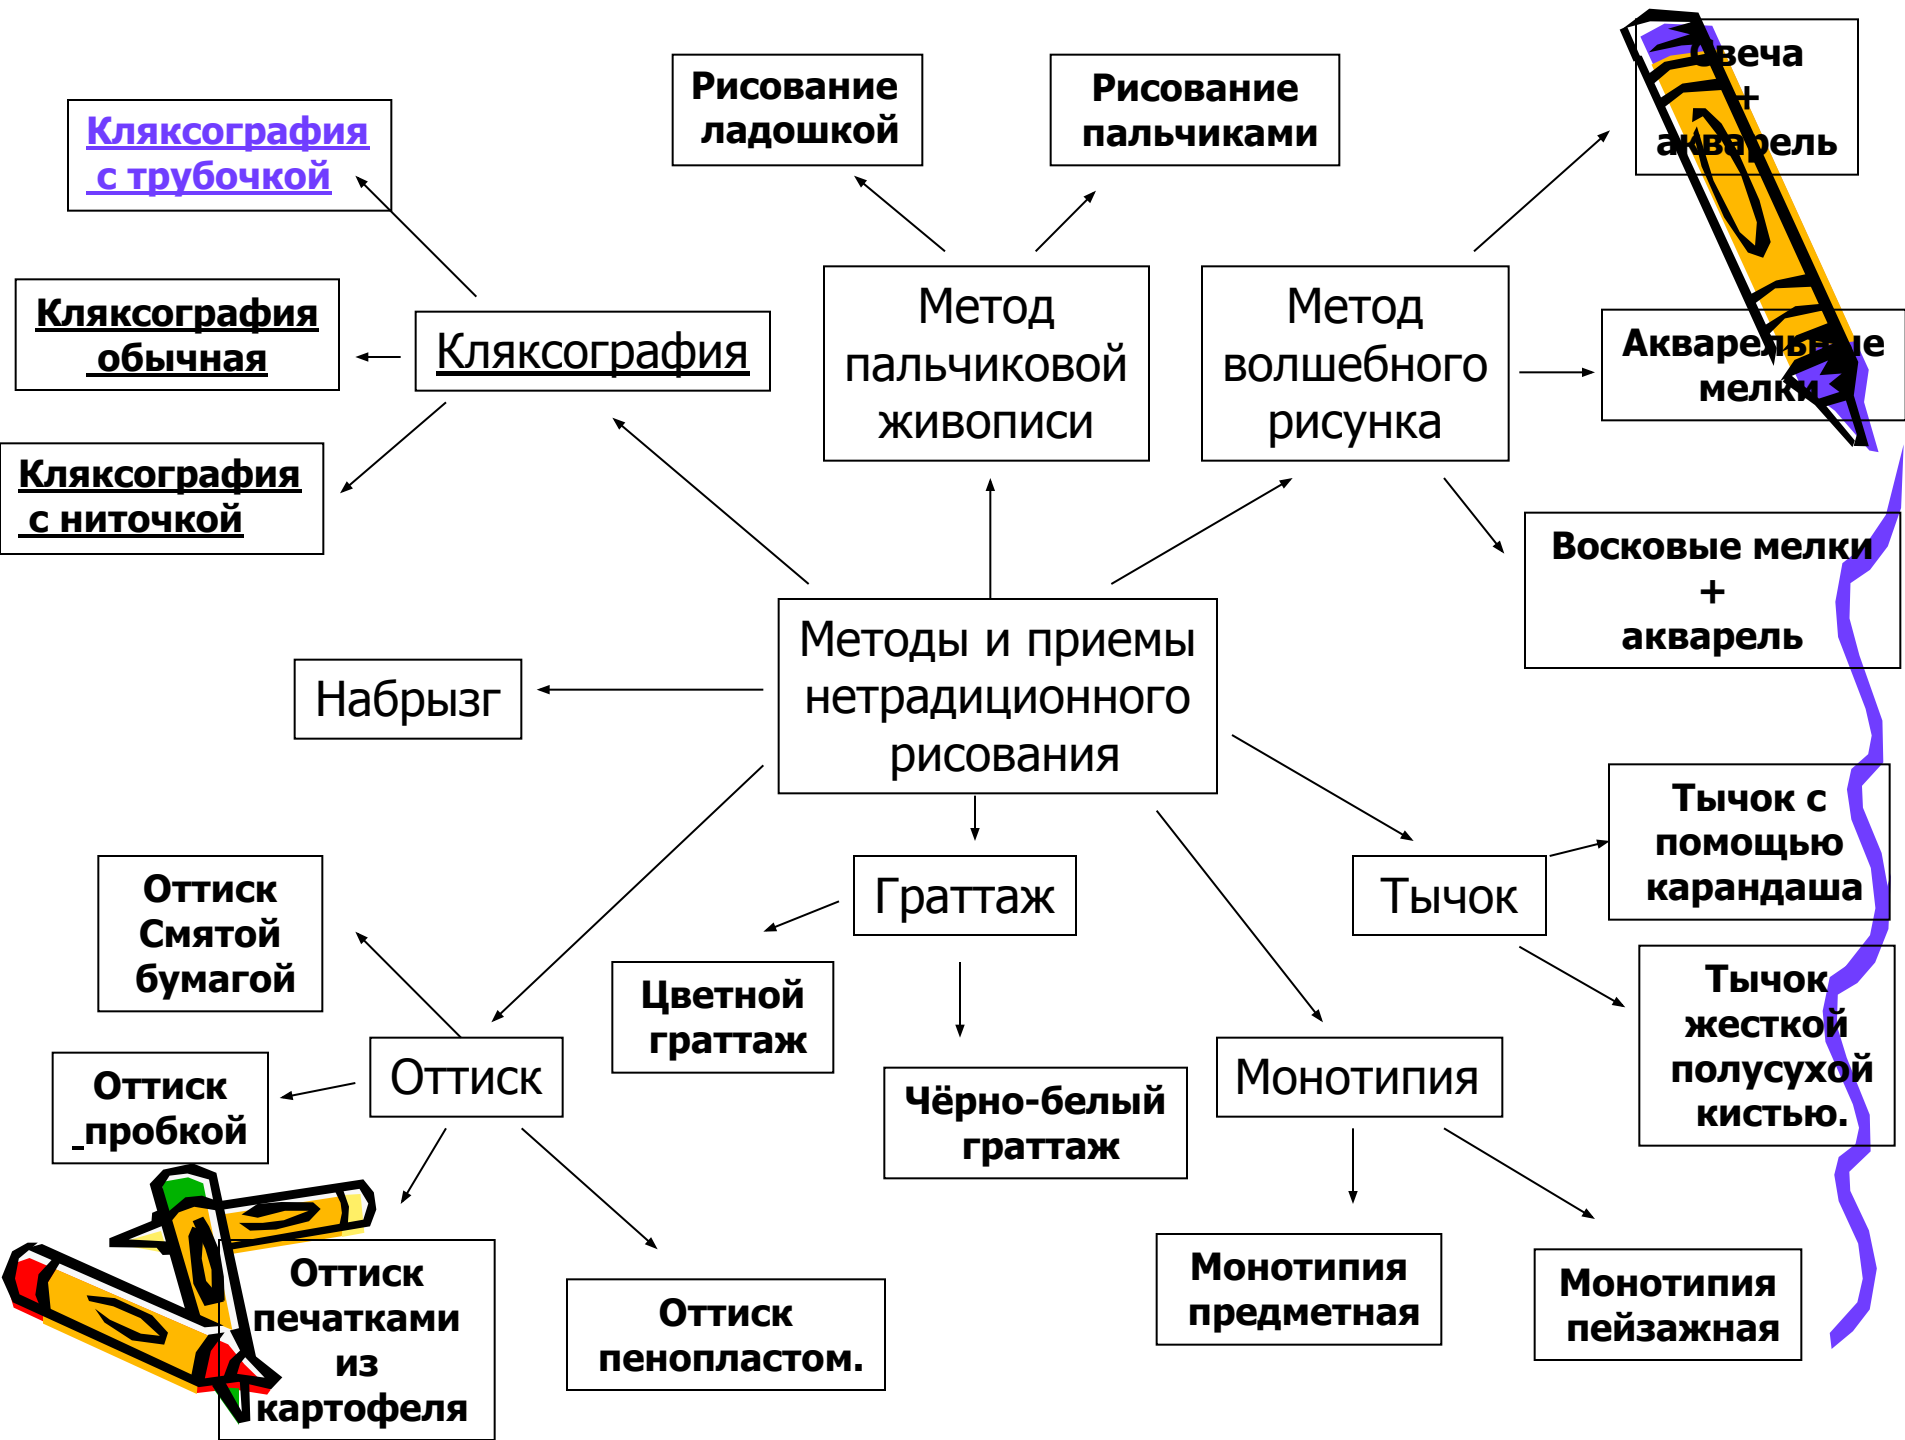 Рисование
ладошкой
Рисование
пальчиками
Свеча
+
акварель
Кляксография
с трубочкой
Кляксография
обычная
Кляксография
Метод
пальчиковой
живописи
Метод
волшебного
рисунка
Акварельные
мелки
Кляксография
с ниточкой
Восковые мелки
+
акварель
Методы и приемы
нетрадиционного
рисования
Набрызг
Тычок с
помощью
карандаша
Оттиск
Смятой
бумагой
Граттаж
Тычок
Цветной
граттаж
Тычок
жесткой
полусухой
кистью.
Оттиск
пробкой
Оттиск
Чёрно-белый
граттаж
Монотипия
Оттиск
печатками
из
картофеля
Оттиск
пенопластом.
Монотипия
предметная
Монотипия
пейзажная